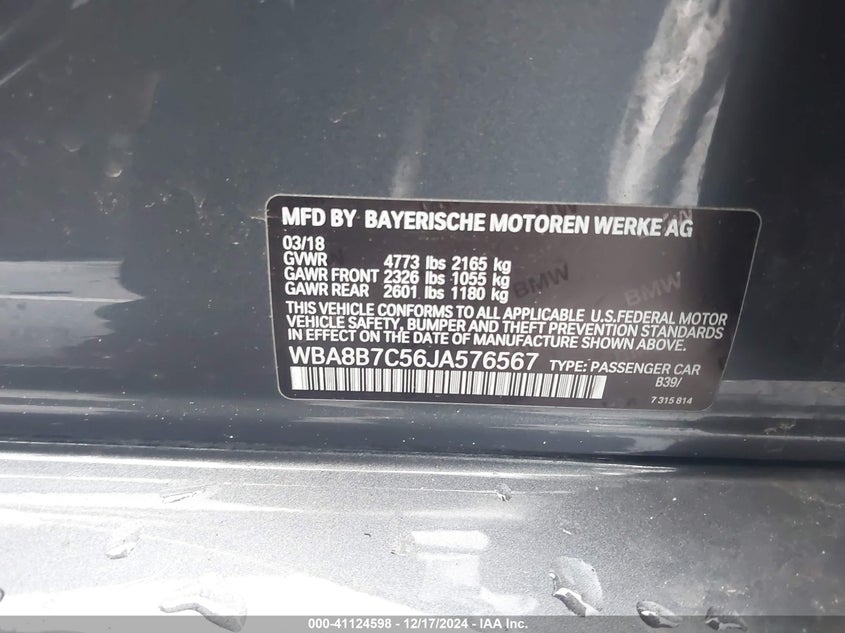 MFD BY BAYERISCHE MOTOREN WERKE AG
03/18
GVWR 4773 lbs 2165 kg
GAWR FRONT 2326 lbs 1055 kg
GAWR REAR 2601 lbs 1180 kg
THIS VEHICLE CONFORMS TO ALL APPLICABLE U.S.FEDERAL MOTOR
VEHICLE SAFETY, BUMPER AND THEFT PREVENTION STANDARDS
IN EFFECT ON THE DATE OF MANUFACTURE SHOWN ABOVE.
WBA8B7C56JA576567 TYPE: PASSENGER CAR
B39/
7 315 814
BMW
BMW
000-41124598 - 12/17/2024 - IAA Inc.